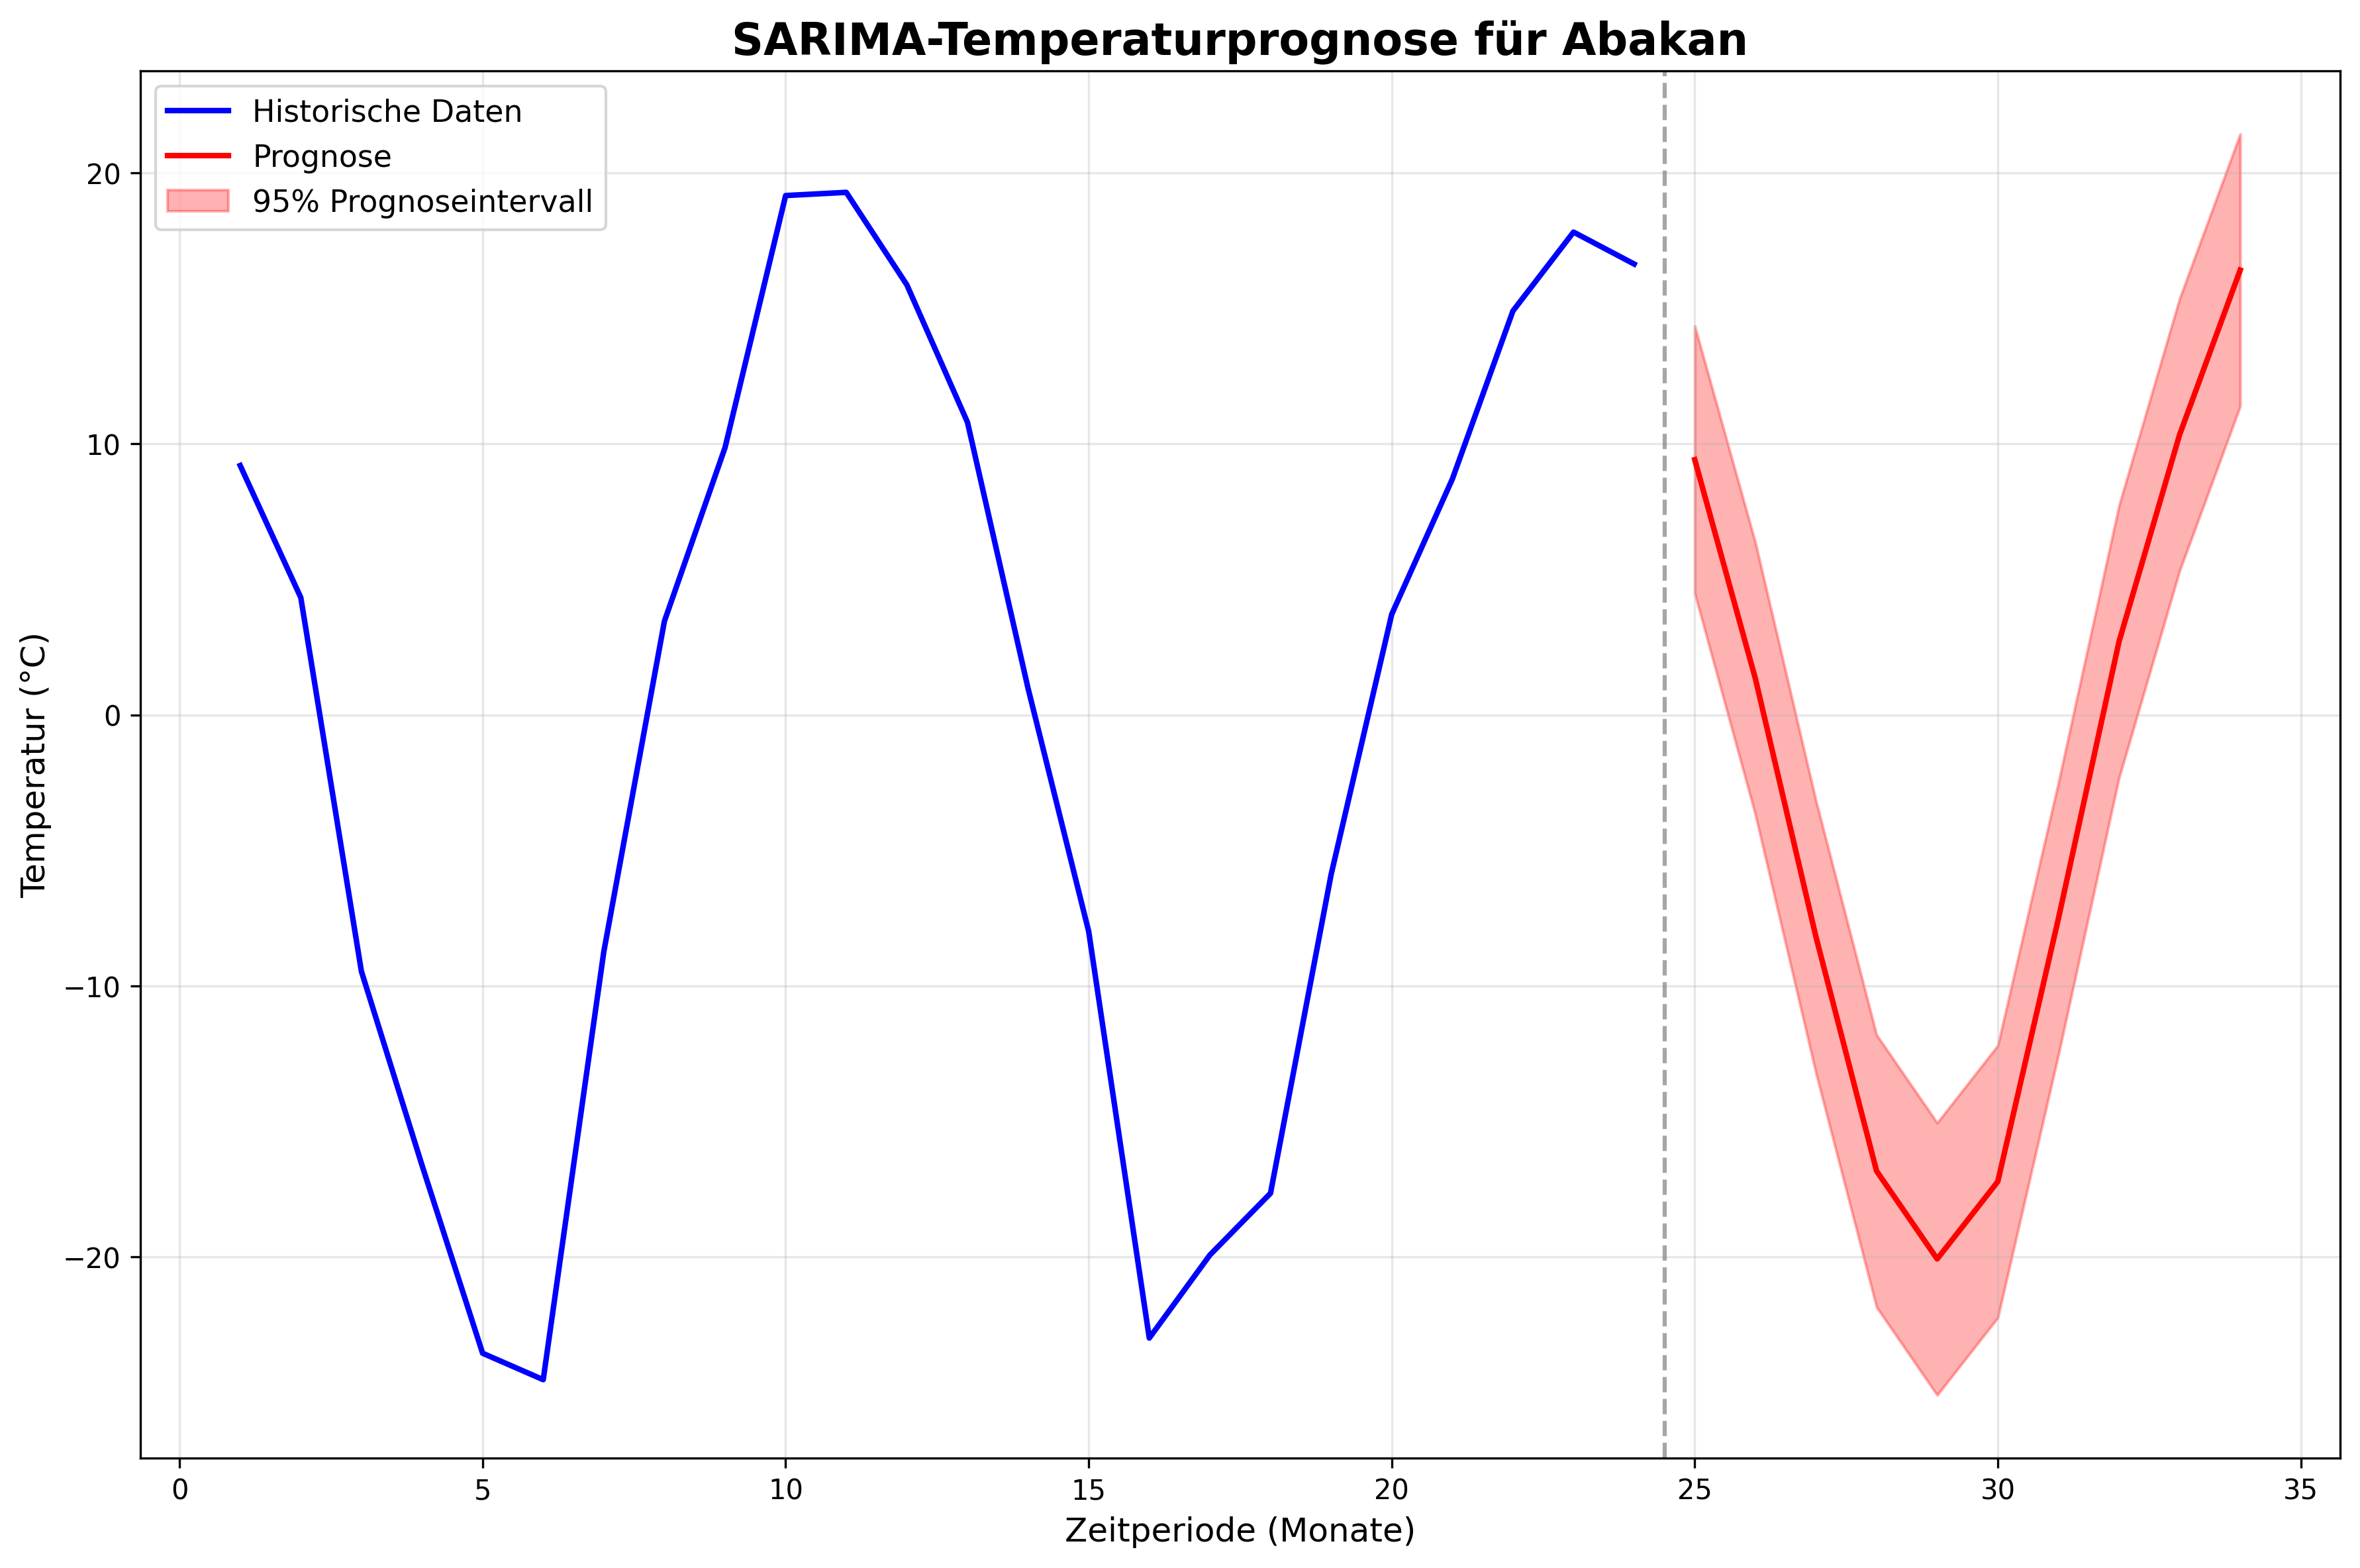 SARIMA-Temperaturprognose für Abakan
Historische Daten
Prognose
95% Prognoseintervall
Temperatur (°C)
20
10
0
−10
−20
0
5
10
15
20
25
30
35
Zeitperiode (Monate)